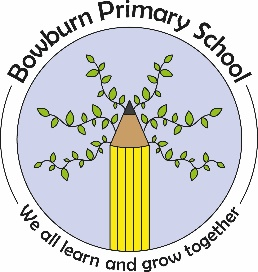 Bowburn Primary School
We all learn and grow together